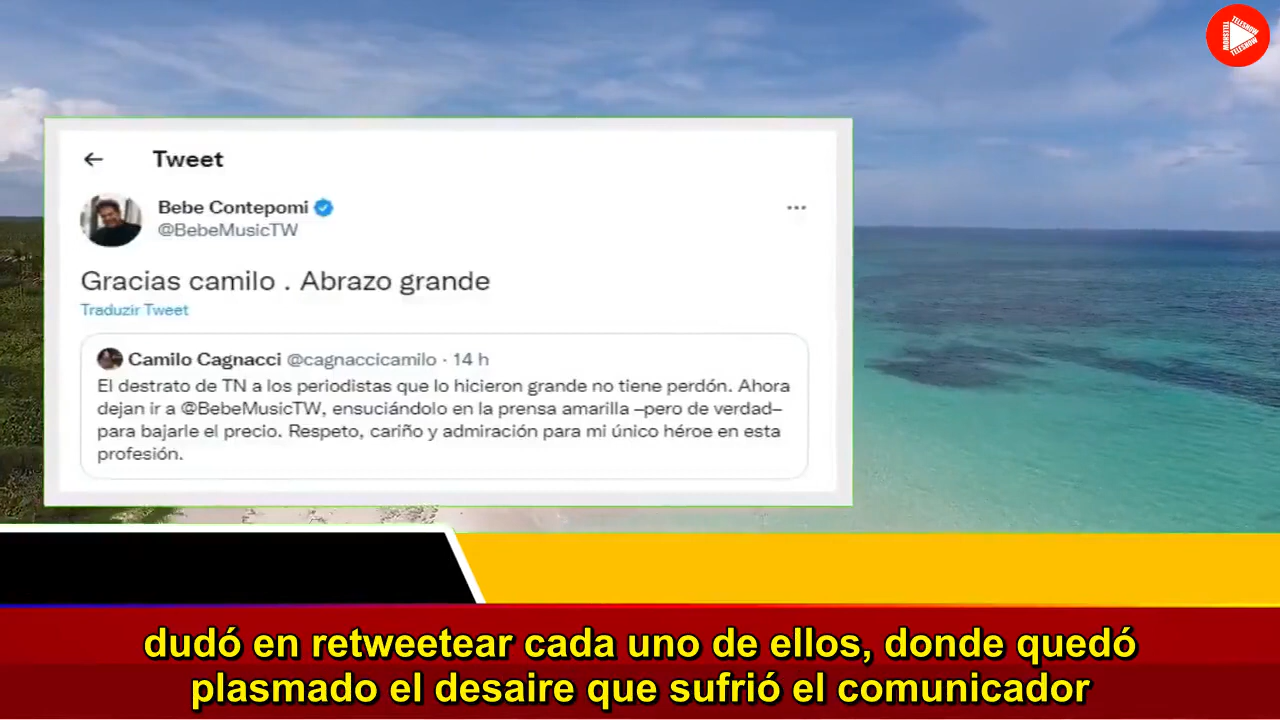 TELESHOW
TELESHOW
TELESHOW
Tweet
Bebe Contepomi
@BebeMusicTW
Gracias camilo . Abrazo grande
Traduzir Tweet
Camilo Cagnacci @cagnaccicamilo · 14 h
El destrato de TN a los periodistas que lo hicieron grande no tiene perdón. Ahora
dejan ir a @BebeMusicTW, ensuciándolo en la prensa amarilla –pero de verdad–
para bajarle el precio. Respeto, cariño y admiración para mi único héroe en esta
profesión.
dudó en retweetear cada uno de ellos, donde quedó
plasmado el desaire que sufrió el comunicador